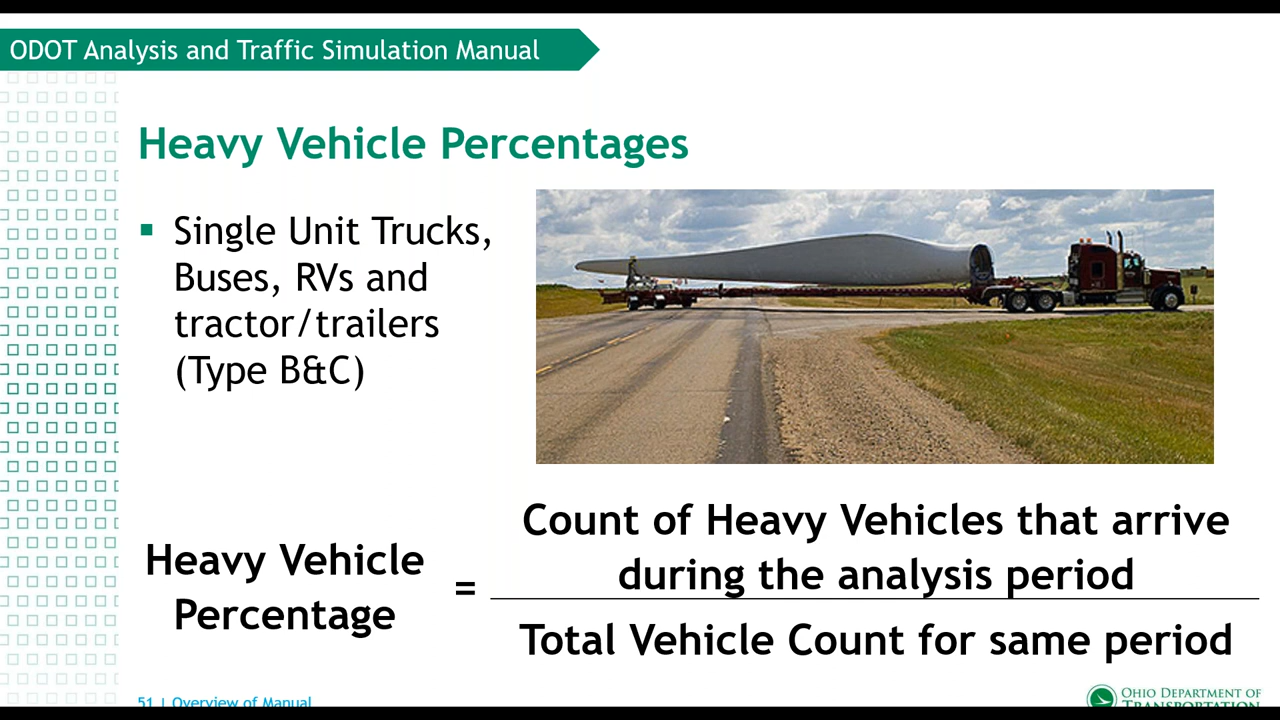 ODOT Analysis and Traffic Simulation Manual
Heavy Vehicle Percentages
Single Unit Trucks,
Buses, RVs and
tractor/trailers
(Type B&C)
Heavy Vehicle
Percentage
=
Count of Heavy Vehicles that arrive
during the analysis period
Total Vehicle Count for same period
51 | Overview of Manual
OHIO DEPARTMENT OF
TRANSPORTATION